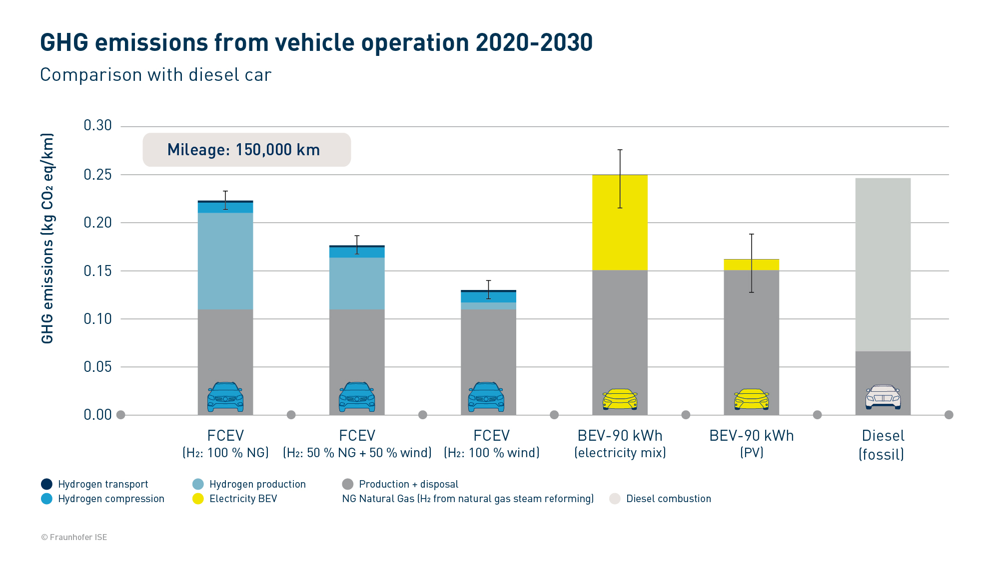 GHG emissions from vehicle operation 2020-2030
Comparison with diesel car
GHG emissions (kg CO₂ eq/km)
0.30
Mileage: 150,000 km
0.25
0.20
0.15
0.10
0.05
0.00
FCEV
(H₂: 100 % NG)
FCEV
(H₂: 50 % NG + 50 % wind)
FCEV
(H₂: 100 % wind)
BEV-90 kWh
(electricity mix)
BEV-90 kWh
(PV)
Diesel
(fossil)
Hydrogen transport
Hydrogen production
Production + disposal
Hydrogen compression
Electricity BEV
NG Natural Gas (H₂ from natural gas steam reforming)
Diesel combustion
© Fraunhofer ISE